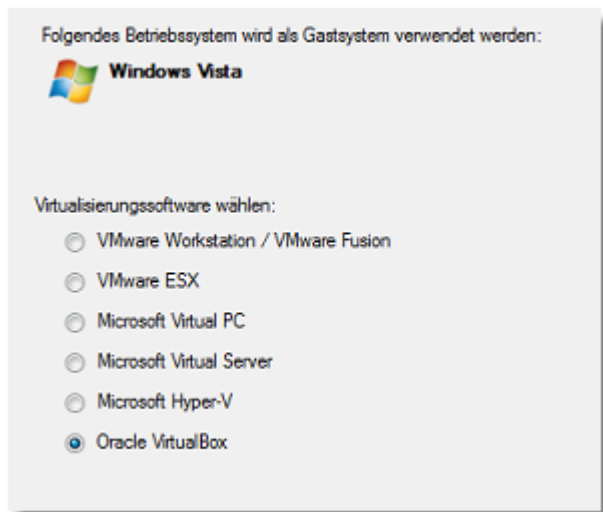 Folgendes Betriebssystem wird als Gastsystem verwendet werden:
Windows Vista
Virtualisierungssoftware wählen:
VMware Workstation / VMware Fusion
VMware ESX
Microsoft Virtual PC
Microsoft Virtual Server
Microsoft Hyper-V
Oracle VirtualBox